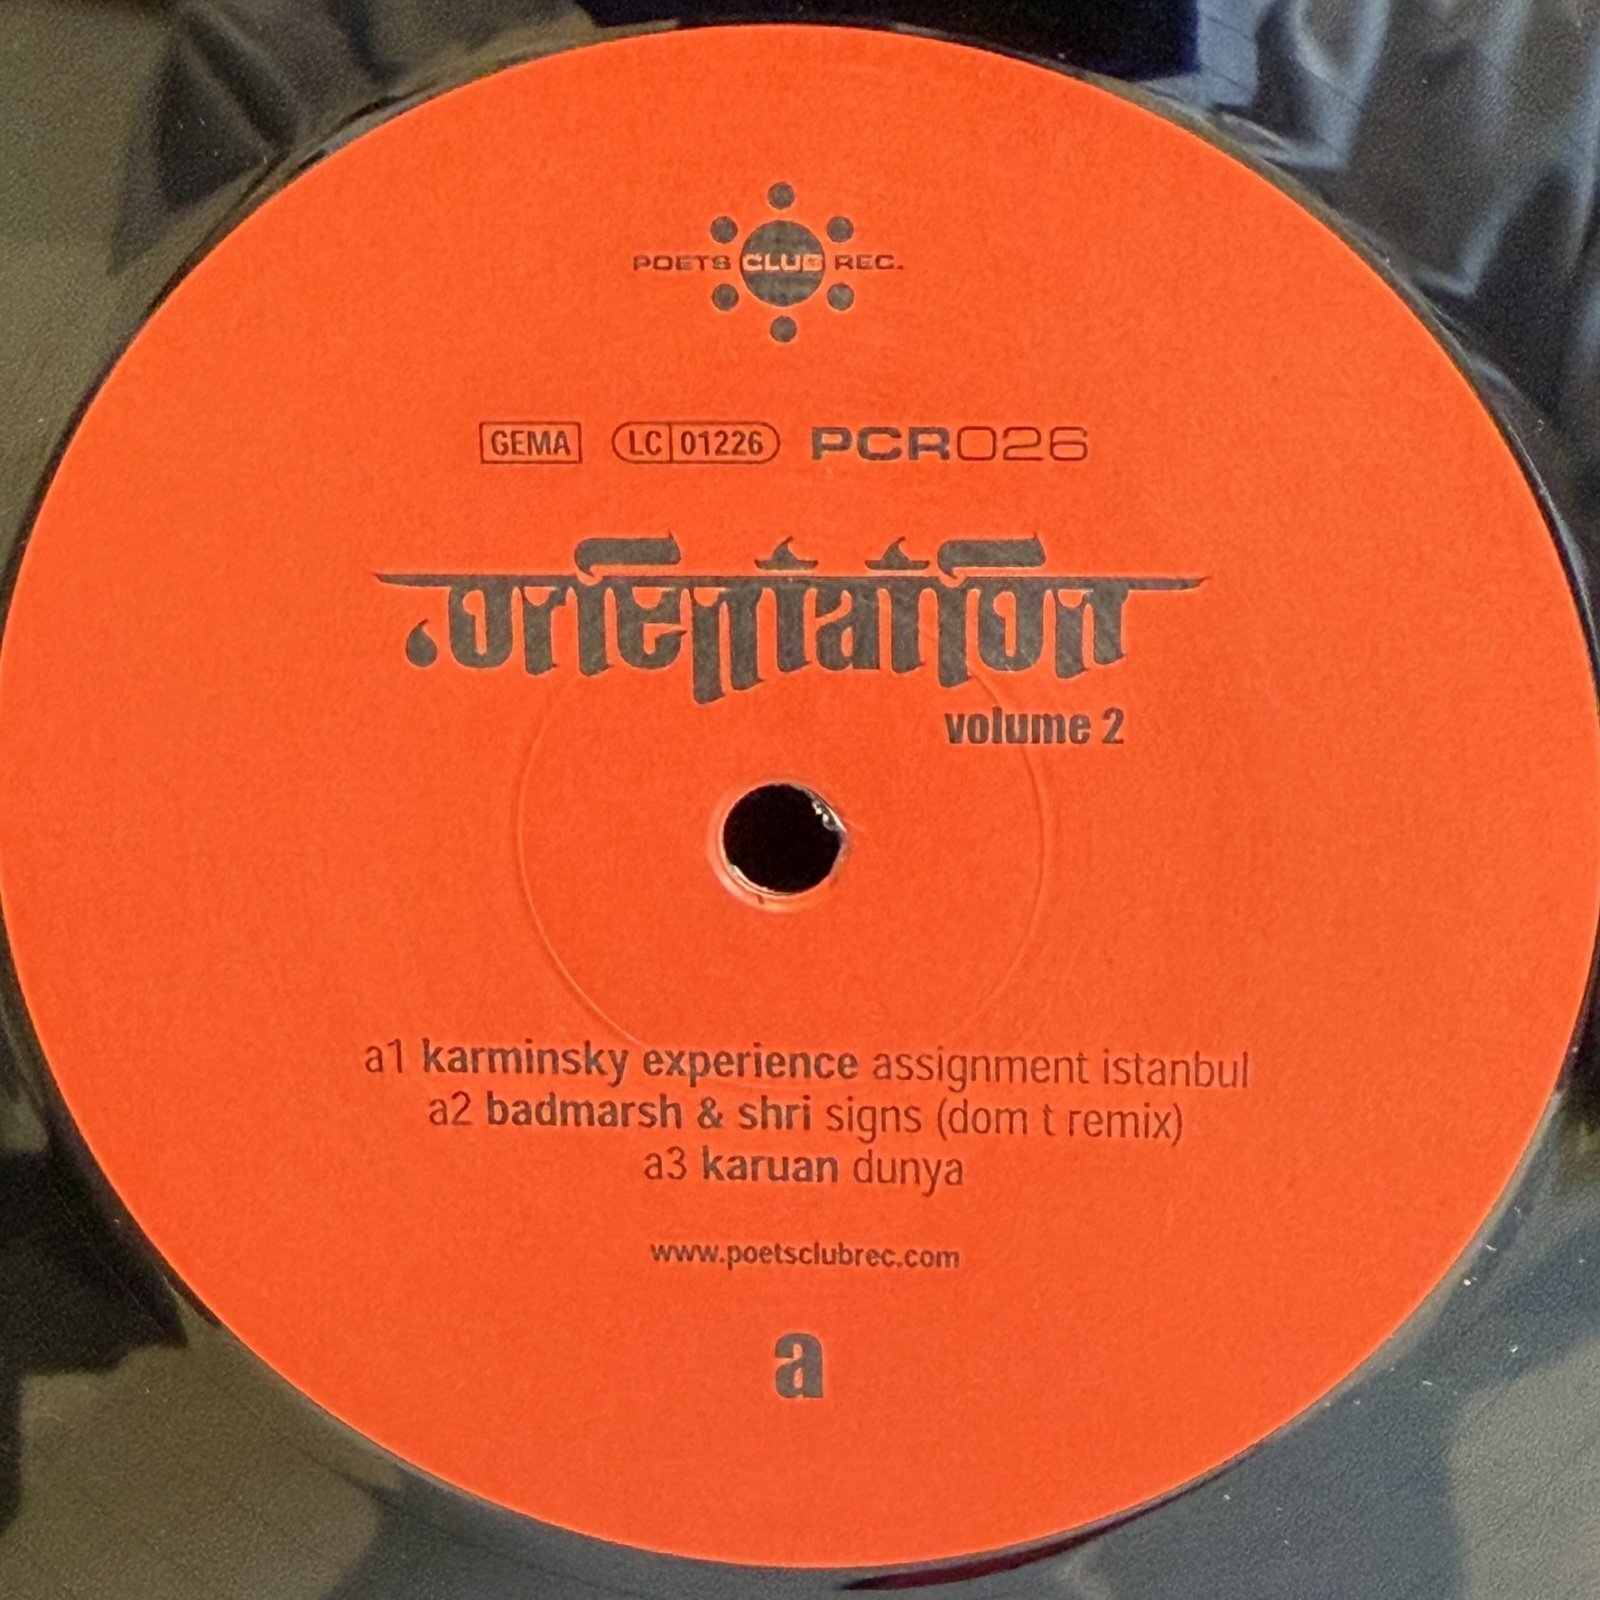 POETS CLUB REC.
GEMA LC 01226 PCR026
.orientation
volume 2
a1 karminsky experience assignment istanbul
a2 badmarsh & shri signs (dom t remix)
a3 karuan dunya
www.poetsclubrec.com
a